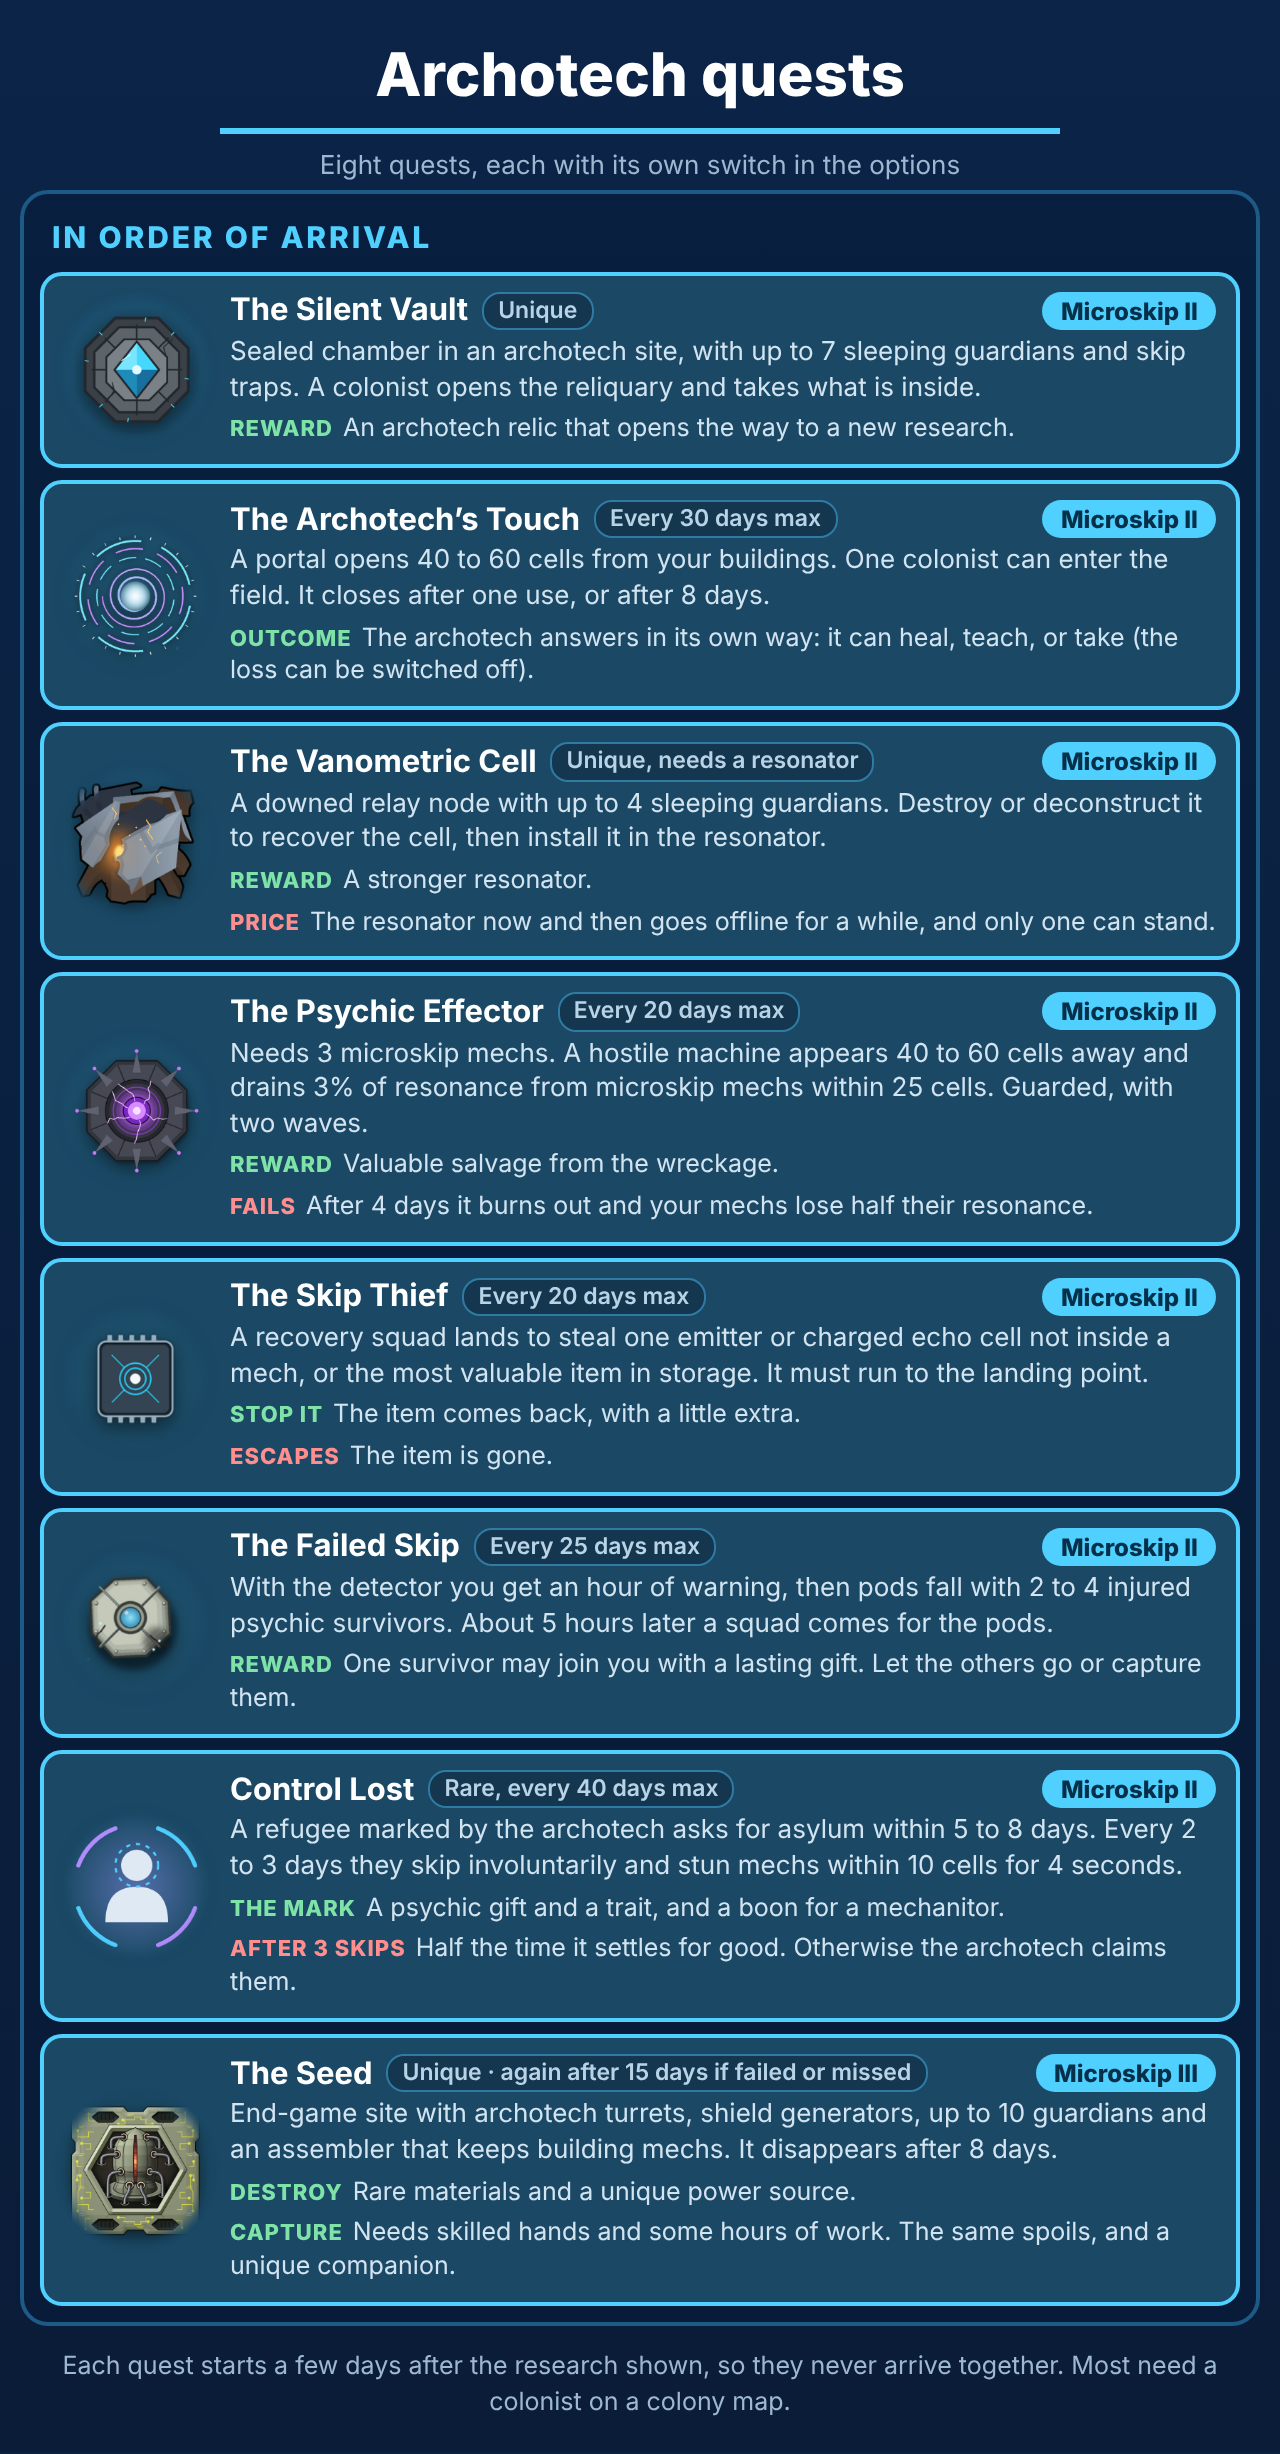 Archotech quests
Eight quests, each with its own switch in the options
IN ORDER OF ARRIVAL
The Silent Vault Unique Microskip II
Sealed chamber in an archotech site, with up to 7 sleeping guardians and skip
traps. A colonist opens the reliquary and takes what is inside.
REWARD An archotech relic that opens the way to a new research.
The Archotech’s Touch Every 30 days max Microskip II
A portal opens 40 to 60 cells from your buildings. One colonist can enter the
field. It closes after one use, or after 8 days.
OUTCOME The archotech answers in its own way: it can heal, teach, or take (the
loss can be switched off).
The Vanometric Cell Unique, needs a resonator Microskip II
A downed relay node with up to 4 sleeping guardians. Destroy or deconstruct it
to recover the cell, then install it in the resonator.
REWARD A stronger resonator.
PRICE The resonator now and then goes offline for a while, and only one can stand.
The Psychic Effector Every 20 days max Microskip II
Needs 3 microskip mechs. A hostile machine appears 40 to 60 cells away and
drains 3% of resonance from microskip mechs within 25 cells. Guarded, with
two waves.
REWARD Valuable salvage from the wreckage.
FAILS After 4 days it burns out and your mechs lose half their resonance.
The Skip Thief Every 20 days max Microskip II
A recovery squad lands to steal one emitter or charged echo cell not inside a
mech, or the most valuable item in storage. It must run to the landing point.
STOP IT The item comes back, with a little extra.
ESCAPES The item is gone.
The Failed Skip Every 25 days max Microskip II
With the detector you get an hour of warning, then pods fall with 2 to 4 injured
psychic survivors. About 5 hours later a squad comes for the pods.
REWARD One survivor may join you with a lasting gift. Let the others go or capture
them.
Control Lost Rare, every 40 days max Microskip II
A refugee marked by the archotech asks for asylum within 5 to 8 days. Every 2
to 3 days they skip involuntarily and stun mechs within 10 cells for 4 seconds.
THE MARK A psychic gift and a trait, and a boon for a mechanitor.
AFTER 3 SKIPS Half the time it settles for good. Otherwise the archotech claims
them.
The Seed Unique · again after 15 days if failed or missed Microskip III
End-game site with archotech turrets, shield generators, up to 10 guardians and
an assembler that keeps building mechs. It disappears after 8 days.
DESTROY Rare materials and a unique power source.
CAPTURE Needs skilled hands and some hours of work. The same spoils, and a
unique companion.
Each quest starts a few days after the research shown, so they never arrive together. Most need a
colonist on a colony map.